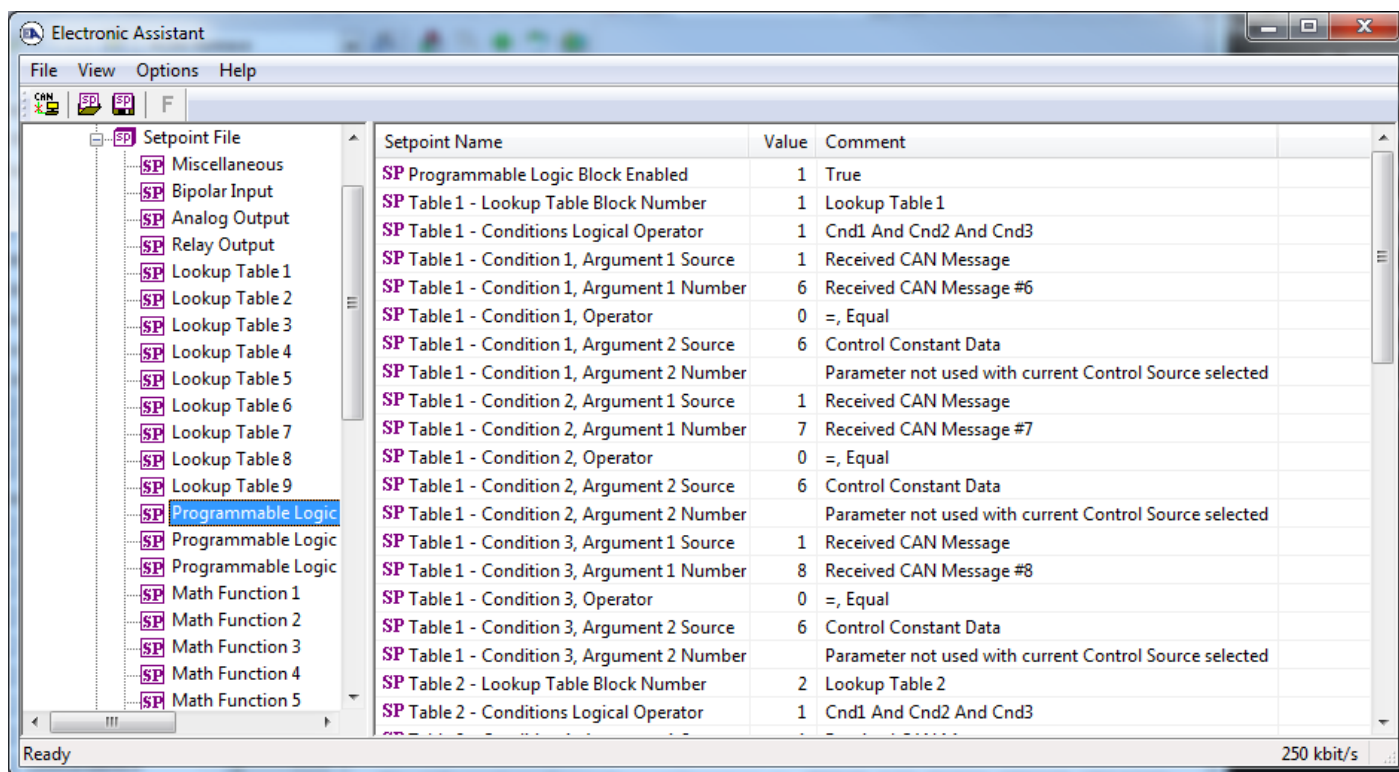 Electronic Assistant
File View Options Help
CAN SP SP F
Setpoint File
Miscellaneous
Bipolar Input
Analog Output
Relay Output
Lookup Table 1
Lookup Table 2
Lookup Table 3
Lookup Table 4
Lookup Table 5
Lookup Table 6
Lookup Table 7
Lookup Table 8
Lookup Table 9
Programmable Logic
Programmable Logic
Programmable Logic
Math Function 1
Math Function 2
Math Function 3
Math Function 4
Math Function 5
Setpoint Name Value Comment
SP Programmable Logic Block Enabled 1 True
SP Table 1 - Lookup Table Block Number 1 Lookup Table 1
SP Table 1 - Conditions Logical Operator 1 Cnd1 And Cnd2 And Cnd3
SP Table 1 - Condition 1, Argument 1 Source 1 Received CAN Message
SP Table 1 - Condition 1, Argument 1 Number 6 Received CAN Message #6
SP Table 1 - Condition 1, Operator 0 =, Equal
SP Table 1 - Condition 1, Argument 2 Source 6 Control Constant Data
SP Table 1 - Condition 1, Argument 2 Number Parameter not used with current Control Source selected
SP Table 1 - Condition 2, Argument 1 Source 1 Received CAN Message
SP Table 1 - Condition 2, Argument 1 Number 7 Received CAN Message #7
SP Table 1 - Condition 2, Operator 0 =, Equal
SP Table 1 - Condition 2, Argument 2 Source 6 Control Constant Data
SP Table 1 - Condition 2, Argument 2 Number Parameter not used with current Control Source selected
SP Table 1 - Condition 3, Argument 1 Source 1 Received CAN Message
SP Table 1 - Condition 3, Argument 1 Number 8 Received CAN Message #8
SP Table 1 - Condition 3, Operator 0 =, Equal
SP Table 1 - Condition 3, Argument 2 Source 6 Control Constant Data
SP Table 1 - Condition 3, Argument 2 Number Parameter not used with current Control Source selected
SP Table 2 - Lookup Table Block Number 2 Lookup Table 2
SP Table 2 - Conditions Logical Operator 1 Cnd1 And Cnd2 And Cnd3
Ready 250 kbit/s